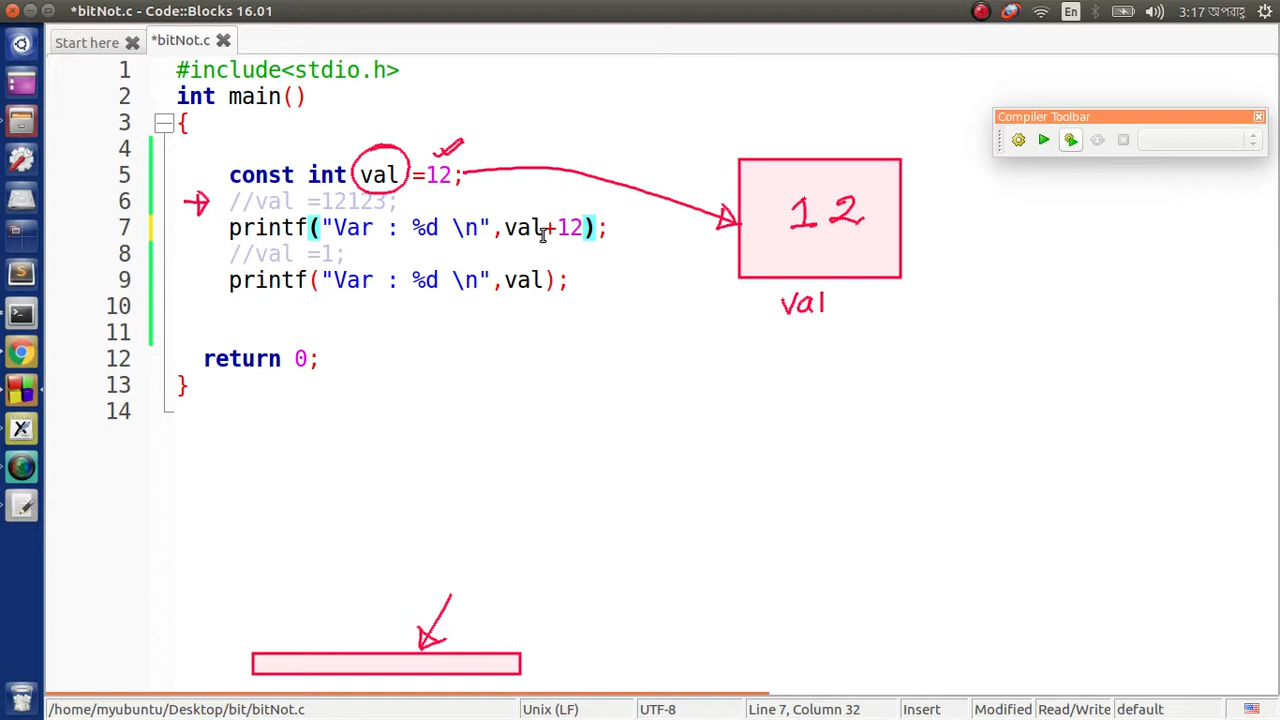 *bitNot.c - Code::Blocks 16.01
En
3:17 অপরাহ্ণ
Start here
*bitNot.c
1 #include<stdio.h>
2 int main()
3 {
4
5 const int val =12;
6 //val =12123;
7 printf("Var : %d \n",val+12);
8 //val =1;
9 printf("Var : %d \n",val);
10
11
12 return 0;
13 }
14
Compiler Toolbar
12
val
/home/myubuntu/Desktop/bit/bitNot.c
Unix (LF)
UTF-8
Line 7, Column 32
Insert
Modified
Read/Write
default